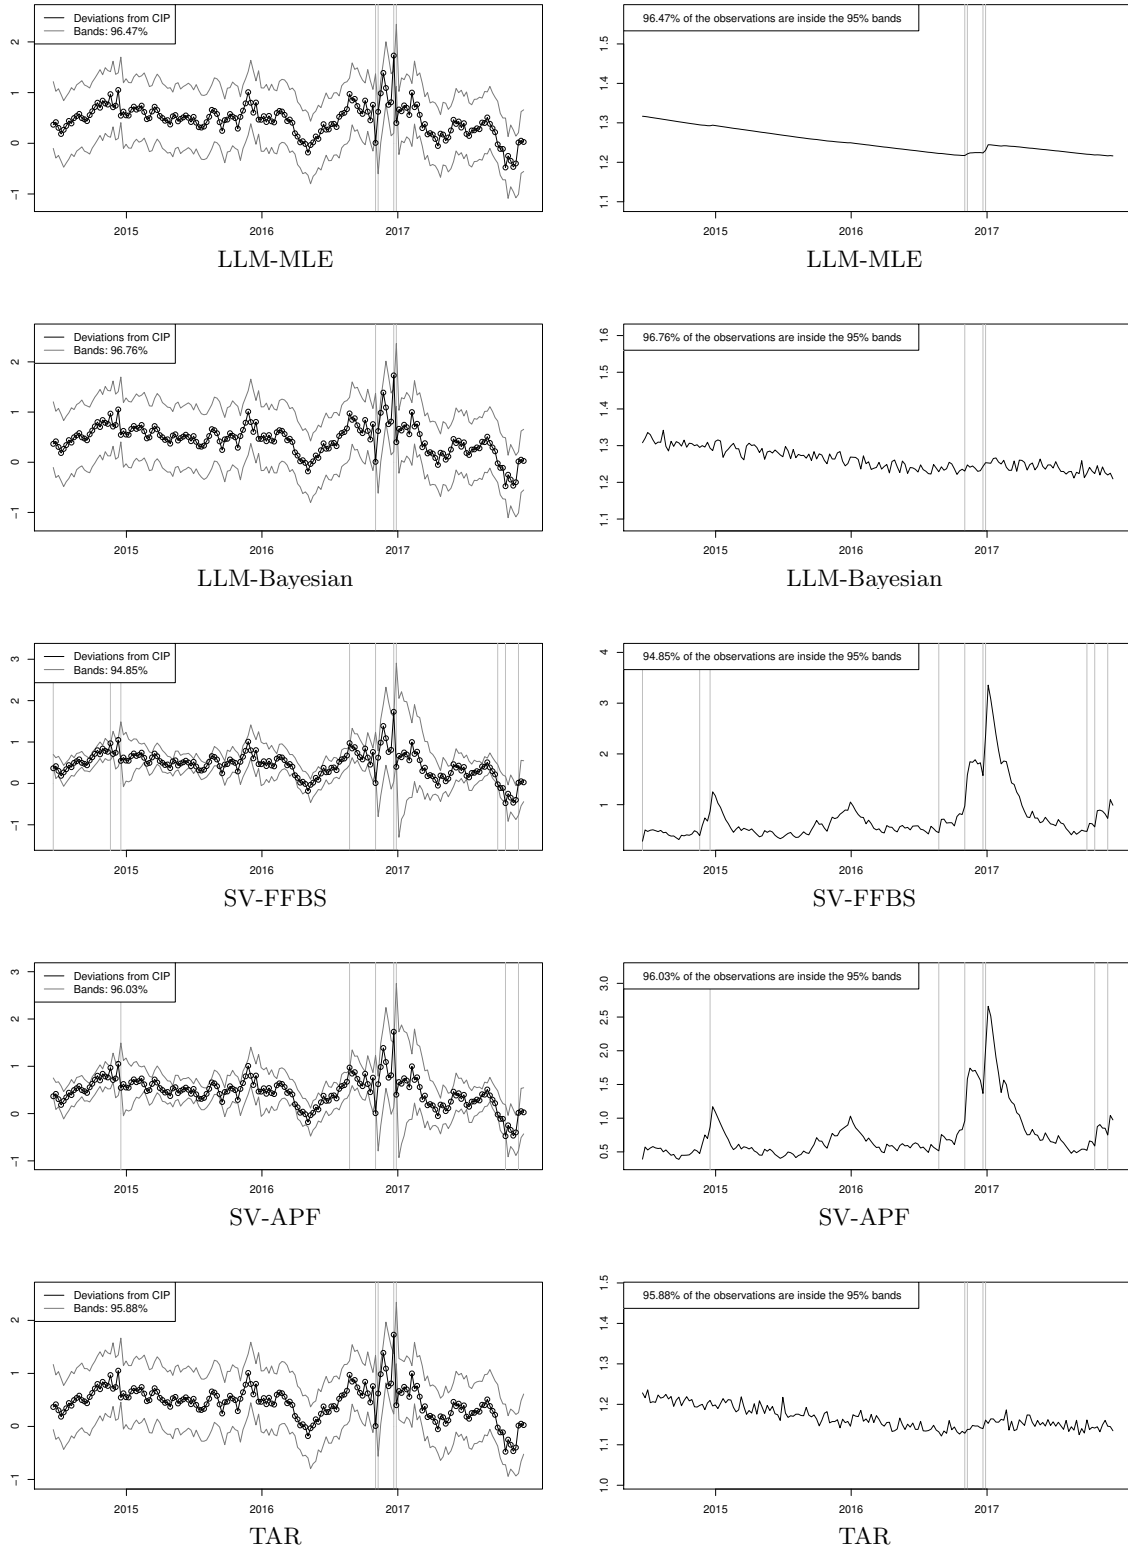 Deviations from CIP
Bands: 96.47%
2
1
0
−1
2015 2016 2017
LLM-MLE
96.47% of the observations are inside the 95% bands
1.5
1.4
1.3
1.2
1.1
2015 2016 2017
LLM-MLE
Deviations from CIP
Bands: 96.76%
2
1
0
−1
2015 2016 2017
LLM-Bayesian
96.76% of the observations are inside the 95% bands
1.6
1.5
1.4
1.3
1.2
1.1
2015 2016 2017
LLM-Bayesian
Deviations from CIP
Bands: 94.85%
3
2
1
0
−1
2015 2016 2017
SV-FFBS
94.85% of the observations are inside the 95% bands
4
3
2
1
2015 2016 2017
SV-FFBS
Deviations from CIP
Bands: 96.03%
3
2
1
0
−1
2015 2016 2017
SV-APF
96.03% of the observations are inside the 95% bands
3.0
2.5
2.0
1.5
1.0
0.5
2015 2016 2017
SV-APF
Deviations from CIP
Bands: 95.88%
2
1
0
−1
2015 2016 2017
TAR
95.88% of the observations are inside the 95% bands
1.5
1.4
1.3
1.2
1.1
1.0
2015 2016 2017
TAR